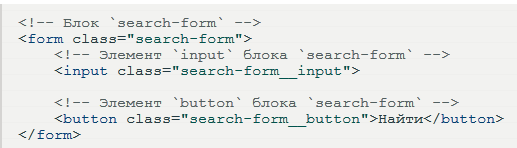 <!-- Блок `search-form` -->
<form class="search-form">
    <!-- Элемент `input` блока `search-form` -->
    <input class="search-form__input">

    <!-- Элемент `button` блока `search-form` -->
    <button class="search-form__button">Найти</button>
</form>